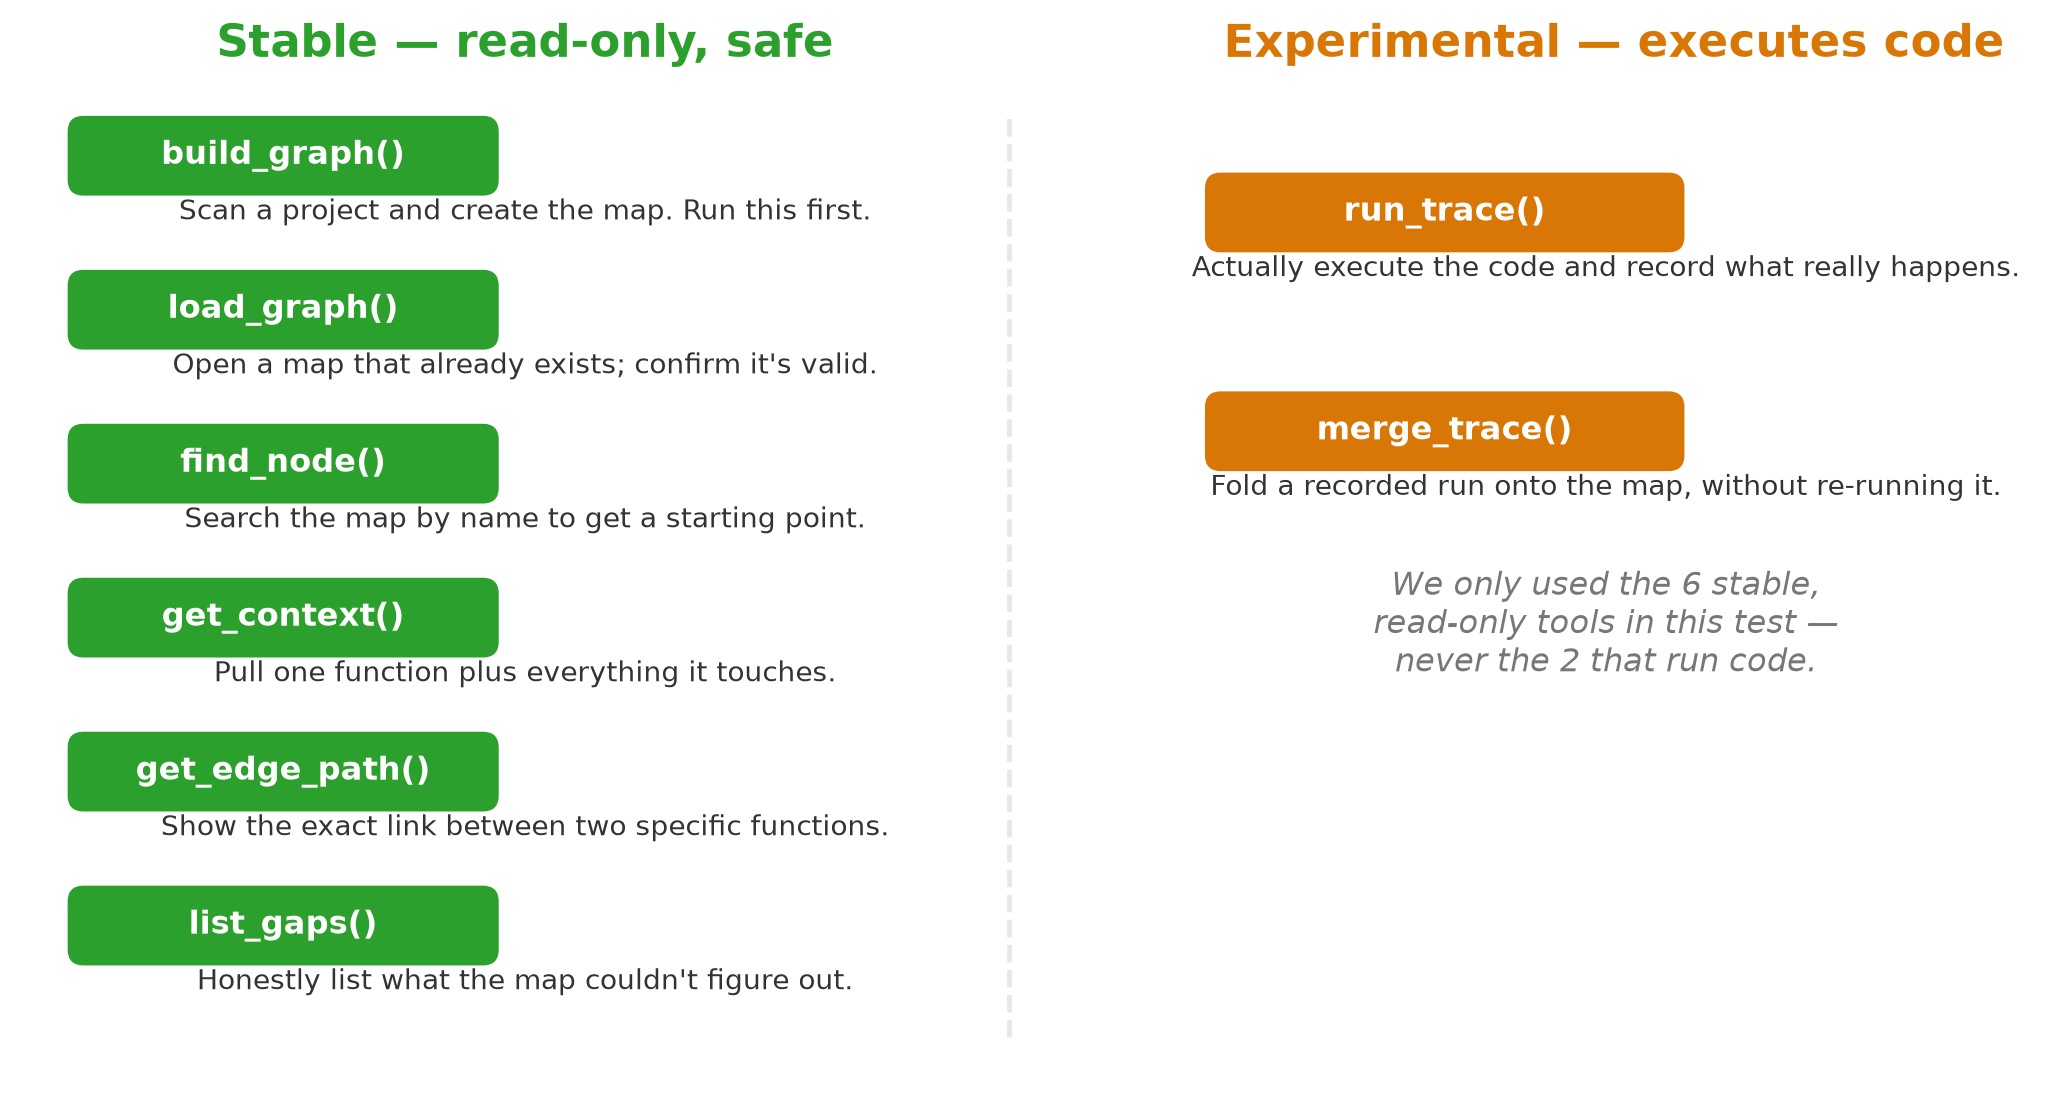 Stable — read-only, safe
build_graph()
Scan a project and create the map. Run this first.
load_graph()
Open a map that already exists; confirm it's valid.
find_node()
Search the map by name to get a starting point.
get_context()
Pull one function plus everything it touches.
get_edge_path()
Show the exact link between two specific functions.
list_gaps()
Honestly list what the map couldn't figure out.
Experimental — executes code
run_trace()
Actually execute the code and record what really happens.
merge_trace()
Fold a recorded run onto the map, without re-running it.
We only used the 6 stable,
read-only tools in this test —
never the 2 that run code.